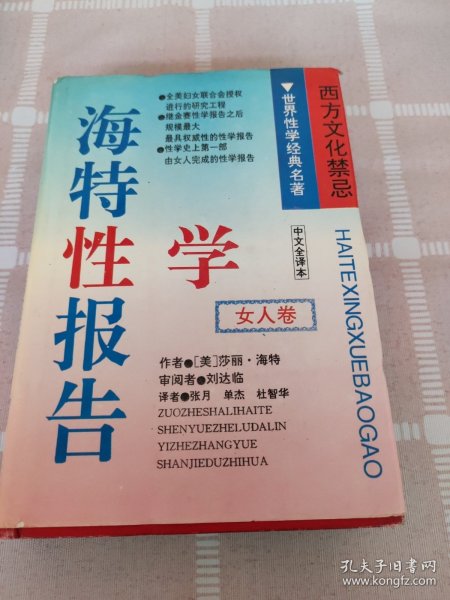 西方文化禁忌
▼世界性学经典名著
中文全译本
●全美妇女联合会授权
进行的研究工程
●继金赛性学报告之后
规模最大
最具权威性的性学报告
●性学史上第一部
由女人完成的性学报告
海特性学报告
女人卷
HAITEXINGXUEBAOGAO
作者●[美]莎丽·海特
审阅者●刘达临
译者●张月 单杰 杜智华
ZUOZHESHALIHAITE
SHENYUEZHELUDALIN
YIZHEZHANGYUE
SHANJIEDUZHIHUA
孔夫子旧书网
www.kongfz.com